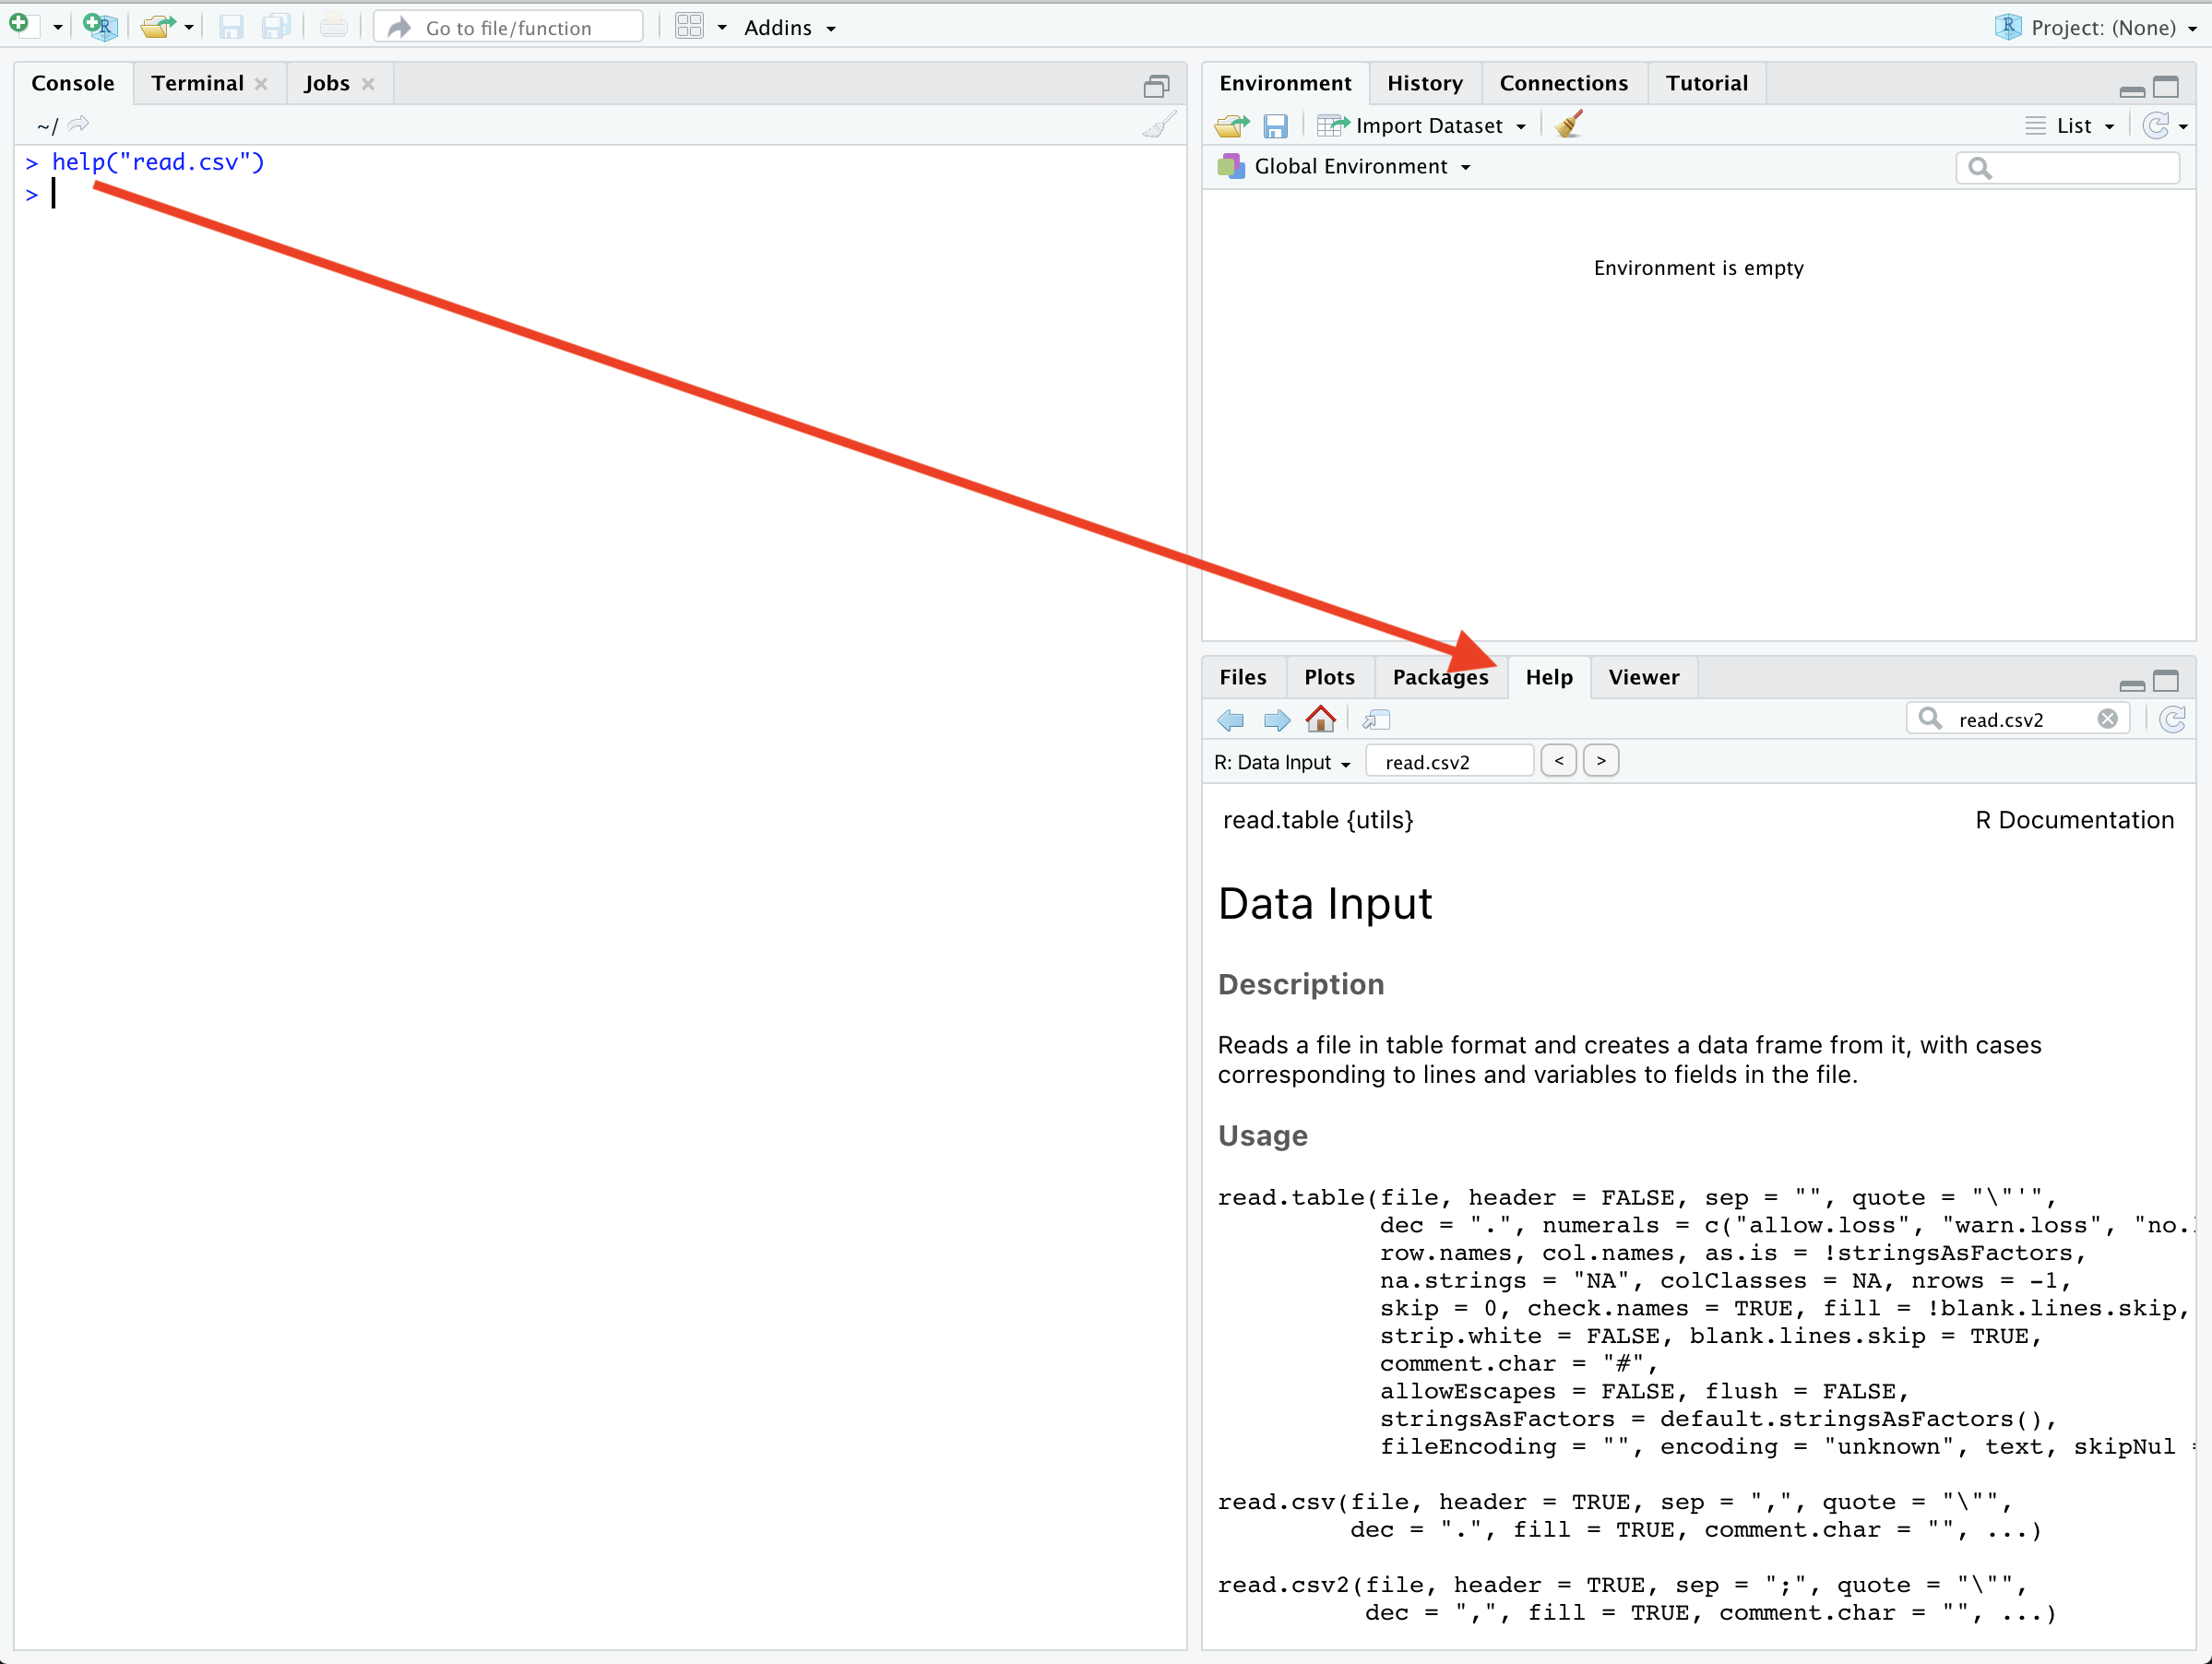 Go to file/function
Addins
Project: (None)
Console
Terminal
Jobs
~/
> help("read.csv")
>
Environment
History
Connections
Tutorial
Import Dataset
List
Global Environment
Environment is empty
Files
Plots
Packages
Help
Viewer
read.csv2
R: Data Input
read.csv2
<
>
read.table {utils}
R Documentation
Data Input
Description
Reads a file in table format and creates a data frame from it, with cases
corresponding to lines and variables to fields in the file.
Usage
read.table(file, header = FALSE, sep = "", quote = "\"'",
dec = ".", numerals = c("allow.loss", "warn.loss", "no.
row.names, col.names, as.is = !stringsAsFactors,
na.strings = "NA", colClasses = NA, nrows = -1,
skip = 0, check.names = TRUE, fill = !blank.lines.skip,
strip.white = FALSE, blank.lines.skip = TRUE,
comment.char = "#",
allowEscapes = FALSE, flush = FALSE,
stringsAsFactors = default.stringsAsFactors(),
fileEncoding = "", encoding = "unknown", text, skipNul =
read.csv(file, header = TRUE, sep = ",", quote = "\"",
dec = ".", fill = TRUE, comment.char = "", ...)
read.csv2(file, header = TRUE, sep = ";", quote = "\"",
dec = ",", fill = TRUE, comment.char = "", ...)